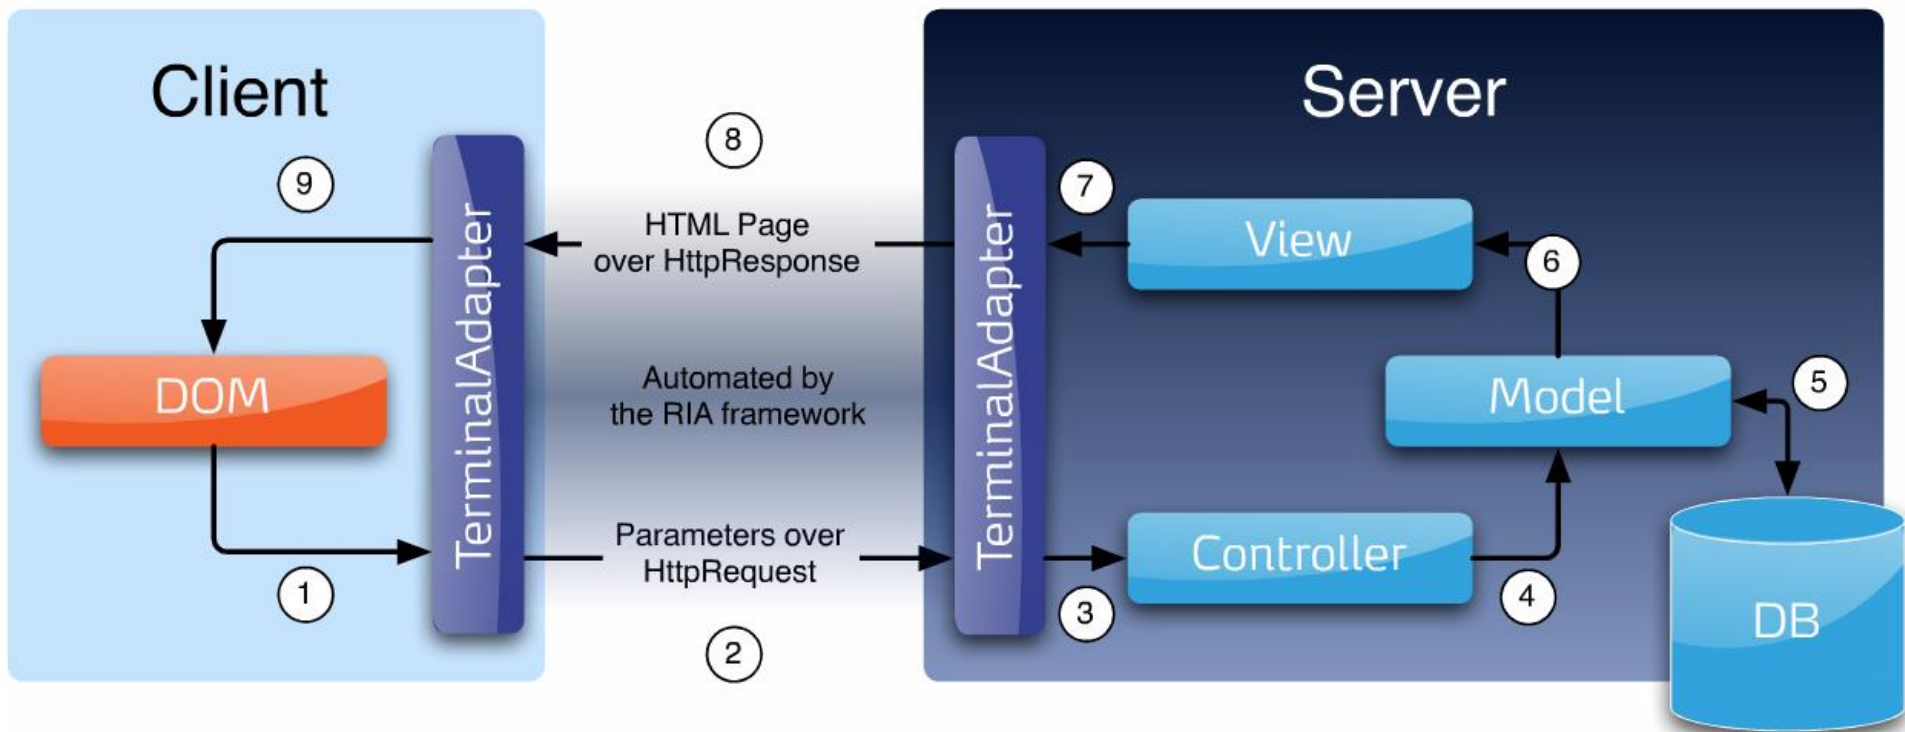 Client
Server
8
9
7
HTML Page
over HttpResponse
View
6
TerminalAdapter
TerminalAdapter
DOM
Automated by
the RIA framework
Model
5
Parameters over
HttpRequest
Controller
1
2
3
4
DB